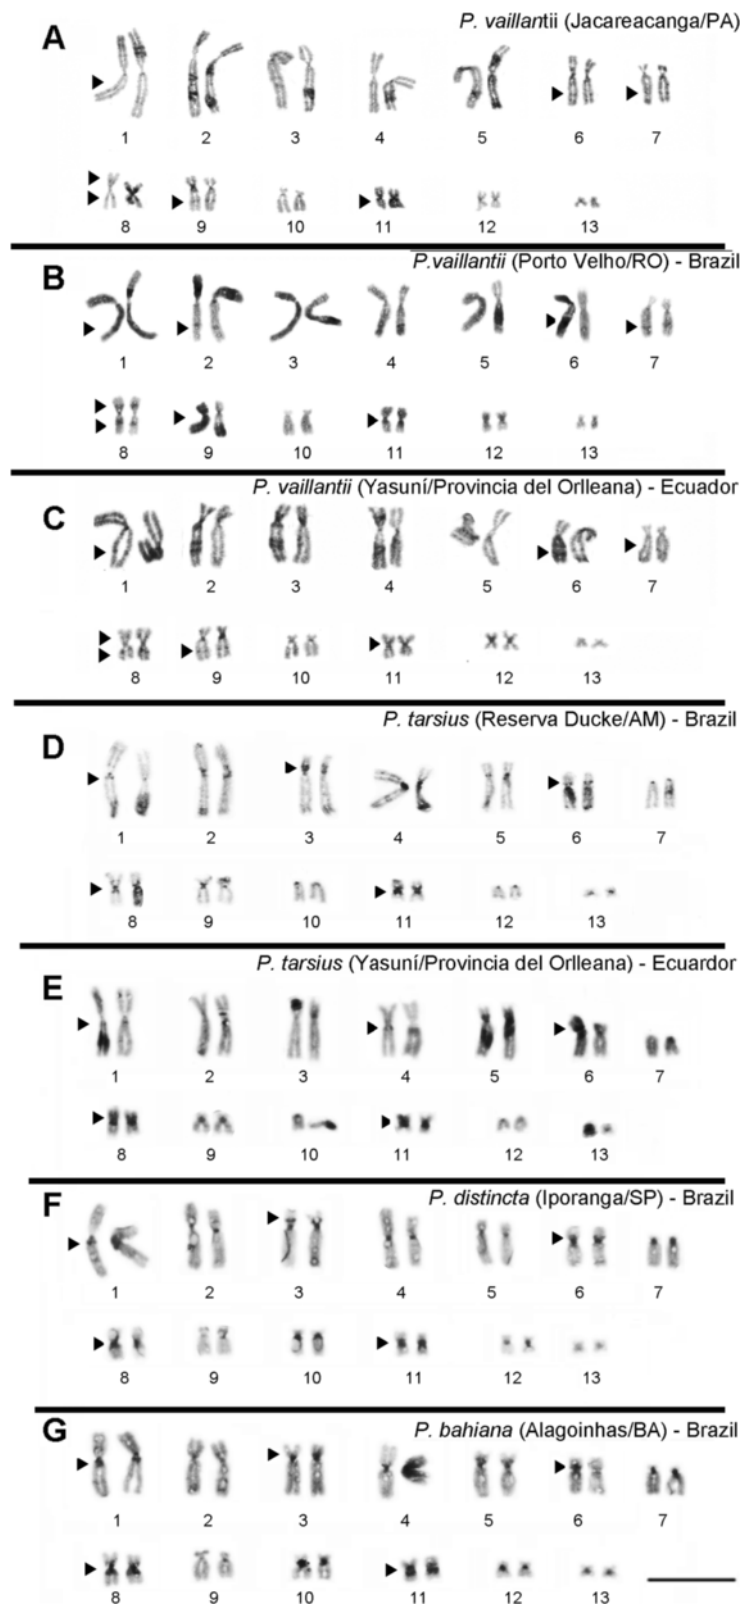 A
P. vaillantii (Jacareacanga/PA)
1 2 3 4 5 6 7
8 9 10 11 12 13
B
P.vaillantii (Porto Velho/RO) - Brazil
1 2 3 4 5 6 7
8 9 10 11 12 13
C
P. vaillantii (Yasuní/Provincia del Orlleana) - Ecuador
1 2 3 4 5 6 7
8 9 10 11 12 13
D
P. tarsius (Reserva Ducke/AM) - Brazil
1 2 3 4 5 6 7
8 9 10 11 12 13
E
P. tarsius (Yasuní/Provincia del Orlleana) - Ecuardor
1 2 3 4 5 6 7
8 9 10 11 12 13
F
P. distincta (Iporanga/SP) - Brazil
1 2 3 4 5 6 7
8 9 10 11 12 13
G
P. bahiana (Alagoinhas/BA) - Brazil
1 2 3 4 5 6 7
8 9 10 11 12 13